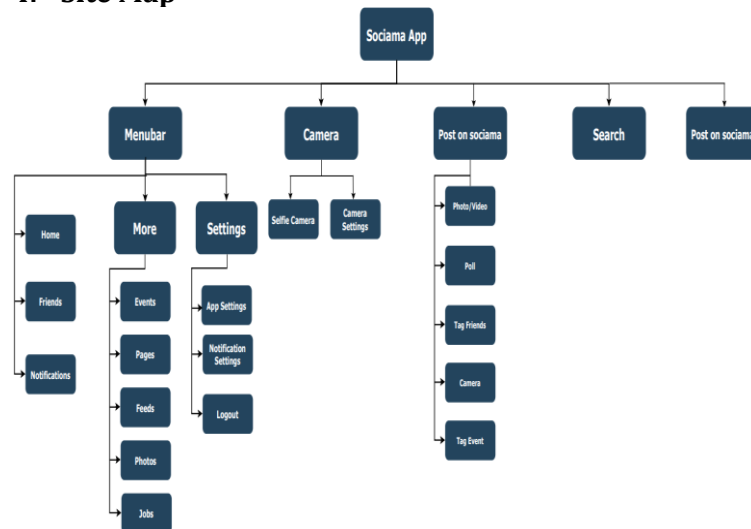 Site Map
Sociama App
Menubar
Camera
Post on sociama
Search
Post on sociama
Home
Friends
Notifications
More
Events
Pages
Feeds
Photos
Jobs
Settings
App Settings
Notification
Settings
Logout
Selfie Camera
Camera
Settings
Photo/Video
Poll
Tag Friends
Camera
Tag Event